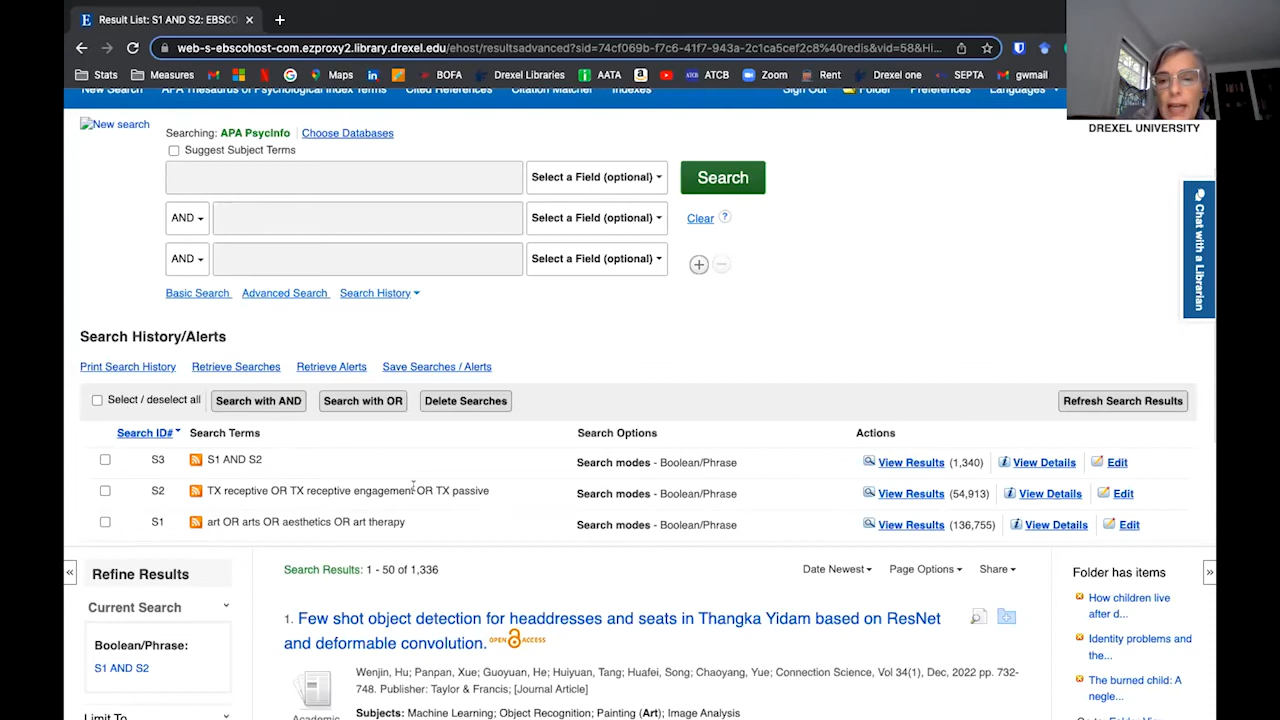 Result List: S1 AND S2: EBSCO
web-s-ebscohost-com.ezproxy2.library.drexel.edu/ehost/resultsadvanced?sid=74cf069b-f7c6-41f7-943a-2c1ca5cef2c8%40redis&vid=58&Hi...
Stats Measures Maps BOFA Drexel Libraries AATA ATCB Zoom Rent Drexel one SEPTA gwmail
New Search APA Thesaurus of Psychological Index Terms Cited References Citation Matcher Indexes Sign Out Folder Preferences Languages
New search
DREXEL UNIVERSITY
Searching: APA PsycInfo Choose Databases
Suggest Subject Terms
Select a Field (optional) Search
AND Select a Field (optional) Clear ?
AND Select a Field (optional)
Basic Search Advanced Search Search History
Chat with a Librarian
Search History/Alerts
Print Search History Retrieve Searches Retrieve Alerts Save Searches / Alerts
Select / deselect all Search with AND Search with OR Delete Searches Refresh Search Results
Search ID# Search Terms Search Options Actions
S3 S1 AND S2 Search modes - Boolean/Phrase View Results (1,340) View Details Edit
S2 TX receptive OR TX receptive engagement OR TX passive Search modes - Boolean/Phrase View Results (54,913) View Details Edit
S1 art OR arts OR aesthetics OR art therapy Search modes - Boolean/Phrase View Results (136,755) View Details Edit
« Refine Results
Current Search
Boolean/Phrase:
S1 AND S2
Limit To
Search Results: 1 - 50 of 1,336 Date Newest Page Options Share
1. Few shot object detection for headdresses and seats in Thangka Yidam based on ResNet
and deformable convolution. OPEN ACCESS
Wenjin, Hu; Panpan, Xue; Guoyuan, He; Huiyuan, Tang; Huafei, Song; Chaoyang, Yue; Connection Science, Vol 34(1), Dec, 2022 pp. 732-
748. Publisher: Taylor & Francis; [Journal Article]
Academic
Subjects: Machine Learning; Object Recognition; Painting (Art); Image Analysis
Folder has items »
How children live
after d...
Identity problems and
the...
The burned child: A
negle...